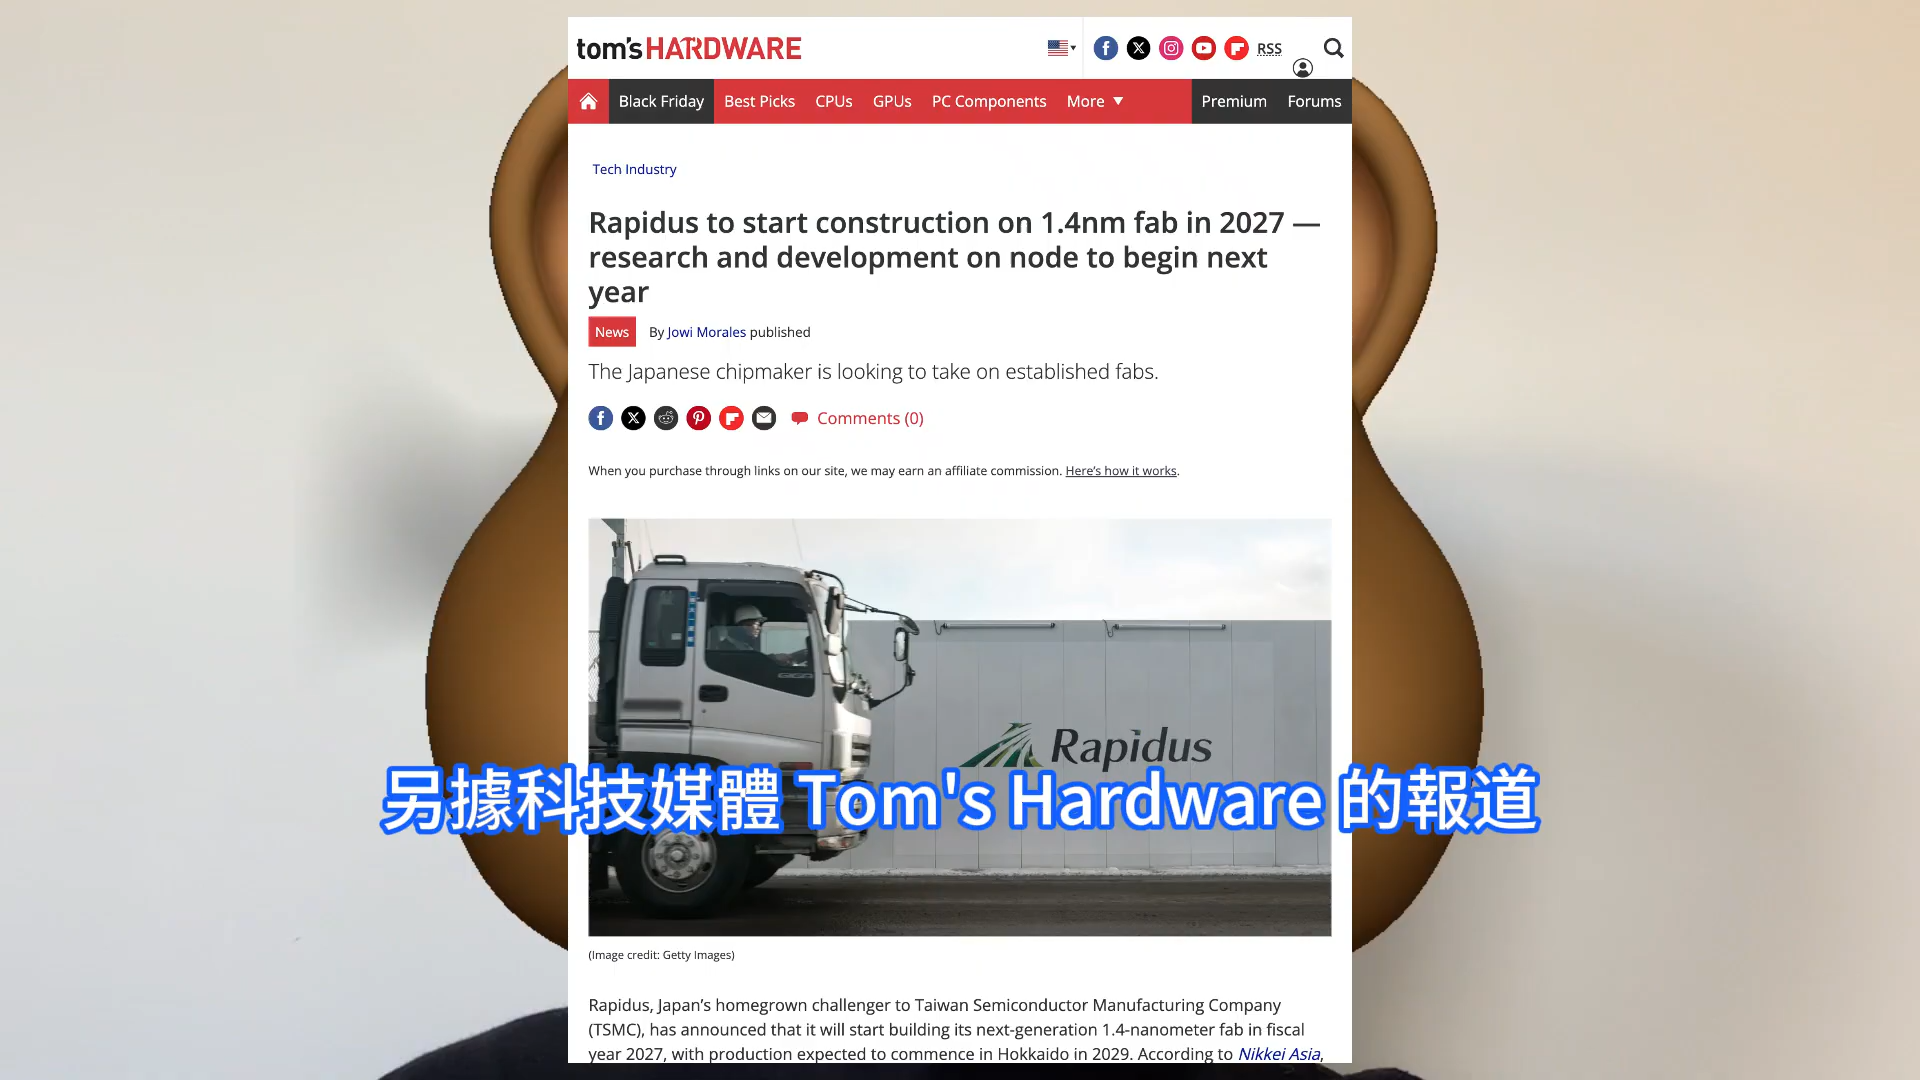 tom'sHARDWARE
RSS
Black Friday
Best Picks
CPUs
GPUs
PC Components
More
Premium
Forums
Tech Industry
Rapidus to start construction on 1.4nm fab in 2027 —
research and development on node to begin next
year
News
By Jowi Morales published
The Japanese chipmaker is looking to take on established fabs.
Comments (0)
When you purchase through links on our site, we may earn an affiliate commission. Here's how it works.
Rapidus
另據科技媒體 Tom's Hardware 的報道
(Image credit: Getty Images)
Rapidus, Japan's homegrown challenger to Taiwan Semiconductor Manufacturing Company
(TSMC), has announced that it will start building its next-generation 1.4-nanometer fab in fiscal
year 2027, with production expected to commence in Hokkaido in 2029. According to Nikkei Asia,